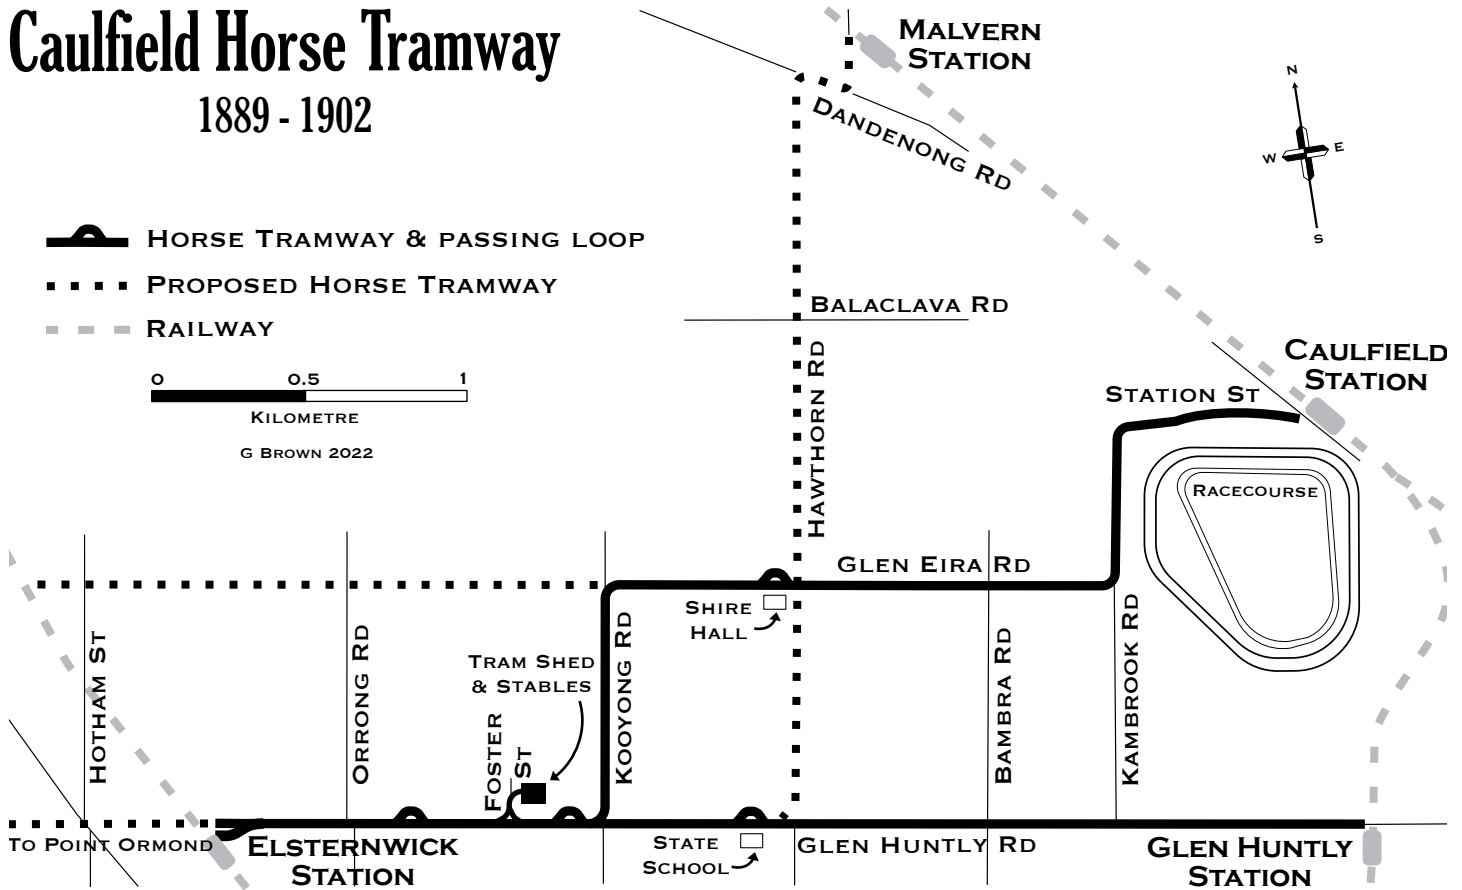 Caulfield Horse Tramway
1889 - 1902
Malvern
Station
N
W
E
S
Dandenong Rd
Horse Tramway & passing loop
Proposed Horse Tramway
Railway
0 0.5 1
Kilometre
G Brown 2022
Balaclava Rd
Hawthorn Rd
Caulfield
Station
Station St
Racecourse
Glen Eira Rd
Shire
Hall
Hotham St
Orrong Rd
Tram Shed
& Stables
Foster
St
Kooyong Rd
Bambra Rd
Kambrook Rd
To Point Ormond
Elsternwick
Station
State
School
Glen Huntly Rd
Glen Huntly
Station